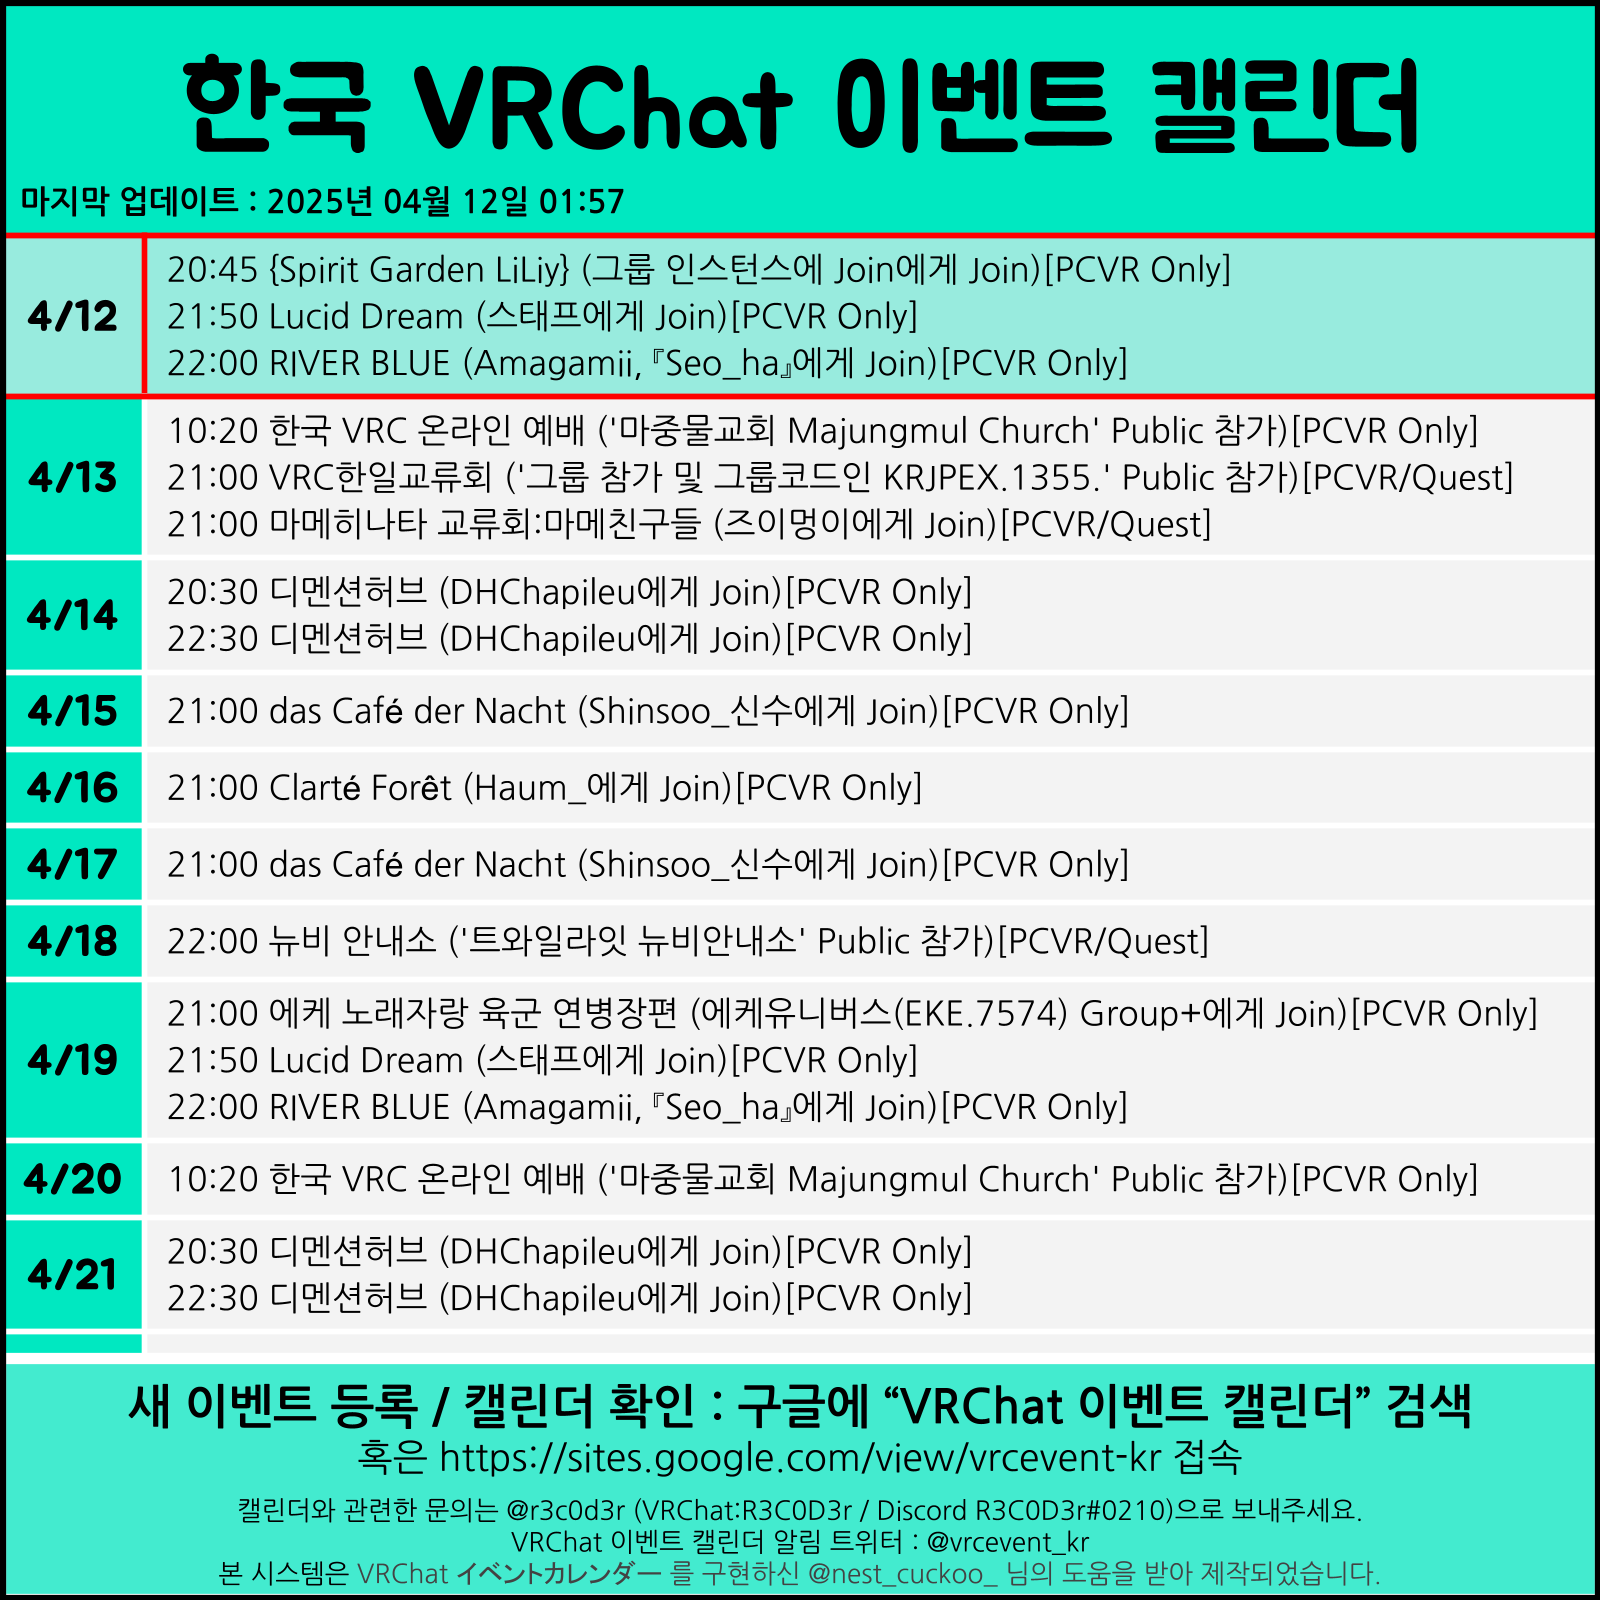 한국 VRChat 이벤트 캘린더
마지막 업데이트 : 2025년 04월 12일 01:57
4/12
20:45 {Spirit Garden LiLiy} (그룹 인스턴스에 Join에게 Join)[PCVR Only]
21:50 Lucid Dream (스태프에게 Join)[PCVR Only]
22:00 RIVER BLUE (Amagamii,『Seo_ha』에게 Join)[PCVR Only]
4/13
10:20 한국 VRC 온라인 예배 ('마중물교회 Majungmul Church' Public 참가)[PCVR Only]
21:00 VRC한일교류회 ('그룹 참가 및 그룹코드인 KRJPEX.1355.' Public 참가)[PCVR/Quest]
21:00 마메히나타 교류회:마메친구들 (즈이멍이에게 Join)[PCVR/Quest]
4/14
20:30 디멘션허브 (DHChapileu에게 Join)[PCVR Only]
22:30 디멘션허브 (DHChapileu에게 Join)[PCVR Only]
4/15
21:00 das Café der Nacht (Shinsoo_신수에게 Join)[PCVR Only]
4/16
21:00 Clarté Forêt (Haum_에게 Join)[PCVR Only]
4/17
21:00 das Café der Nacht (Shinsoo_신수에게 Join)[PCVR Only]
4/18
22:00 뉴비 안내소 ('트와일라잇 뉴비안내소' Public 참가)[PCVR/Quest]
4/19
21:00 에케 노래자랑 육군 연병장편 (에케유니버스(EKE.7574) Group+에게 Join)[PCVR Only]
21:50 Lucid Dream (스태프에게 Join)[PCVR Only]
22:00 RIVER BLUE (Amagamii,『Seo_ha』에게 Join)[PCVR Only]
4/20
10:20 한국 VRC 온라인 예배 ('마중물교회 Majungmul Church' Public 참가)[PCVR Only]
4/21
20:30 디멘션허브 (DHChapileu에게 Join)[PCVR Only]
22:30 디멘션허브 (DHChapileu에게 Join)[PCVR Only]
새 이벤트 등록 / 캘린더 확인 : 구글에 “VRChat 이벤트 캘린더” 검색
혹은 https://sites.google.com/view/vrcevent-kr 접속
캘린더와 관련한 문의는 @r3c0d3r (VRChat:R3C0D3r / Discord R3C0D3r#0210)으로 보내주세요.
VRChat 이벤트 캘린더 알림 트위터 : @vrcevent_kr
본 시스템은 VRChat イベントカレンダー 를 구현하신 @nest_cuckoo_ 님의 도움을 받아 제작되었습니다.